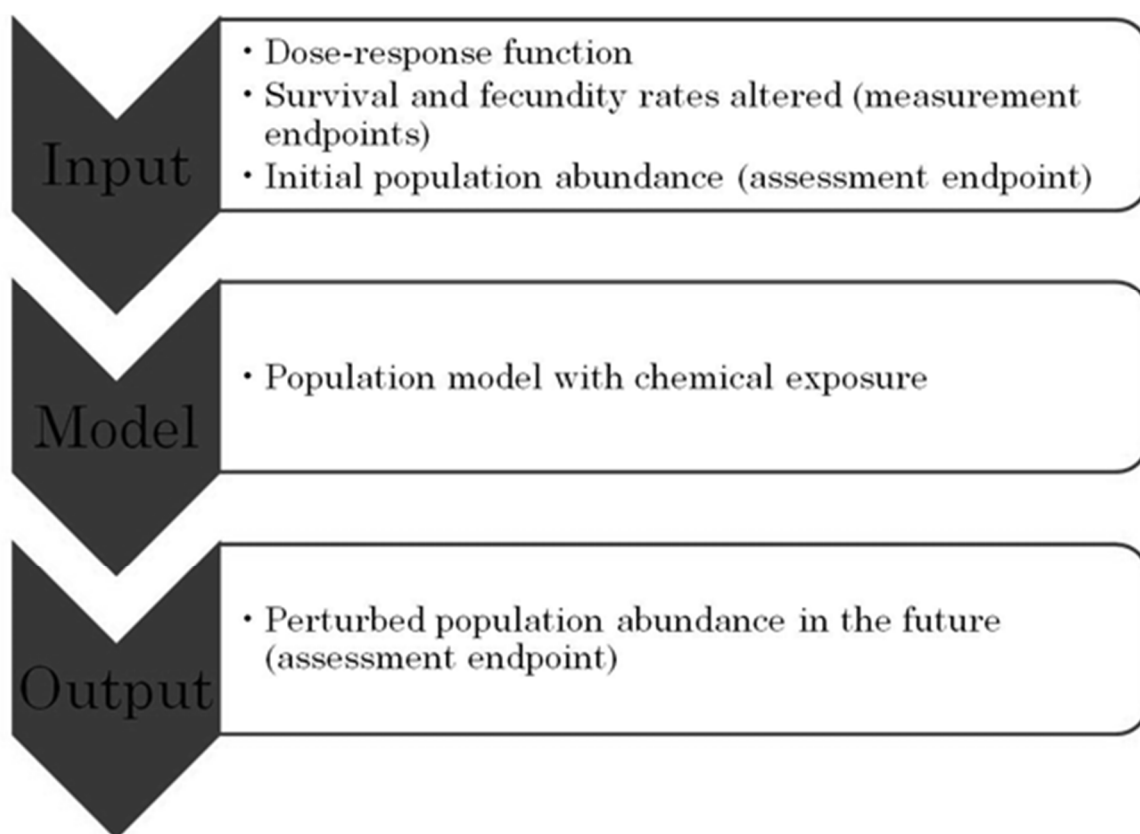 Input
• Dose-response function
• Survival and fecundity rates altered (measurement
endpoints)
• Initial population abundance (assessment endpoint)
Model
• Population model with chemical exposure
Output
• Perturbed population abundance in the future
(assessment endpoint)